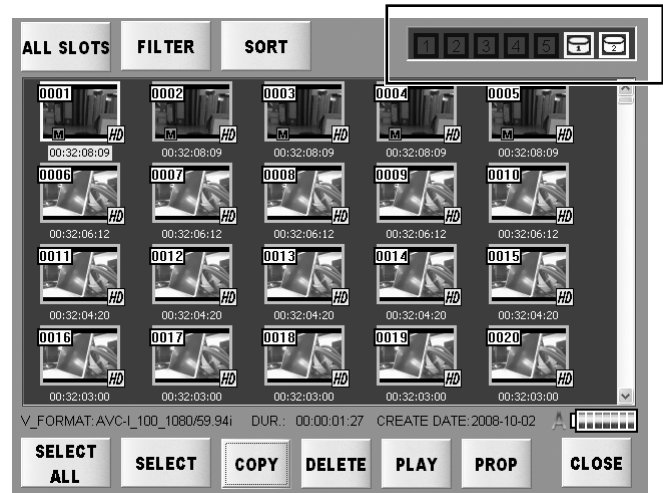 ALL SLOTS FILTER SORT 1 2 3 4 5 1 2
0001 0002 0003 0004 0005
M HD M HD M HD M HD M HD
00:32:08:09 00:32:08:09 00:32:08:09 00:32:08:09 00:32:08:09
0006 0007 0008 0009 0010
HD HD HD HD HD
00:32:06:12 00:32:06:12 00:32:06:12 00:32:06:12 00:32:06:12
0011 0012 0013 0014 0015
HD HD HD HD HD
00:32:04:20 00:32:04:20 00:32:04:20 00:32:04:20 00:32:04:20
0016 0017 0018 0019 0020
HD HD HD HD HD
00:32:03:00 00:32:03:00 00:32:03:00 00:32:03:00 00:32:03:00
V_FORMAT: AVC-I_100_1080/59.94i DUR.: 00:00:01:27 CREATE DATE: 2008-10-02 A
SELECT ALL SELECT COPY DELETE PLAY PROP CLOSE